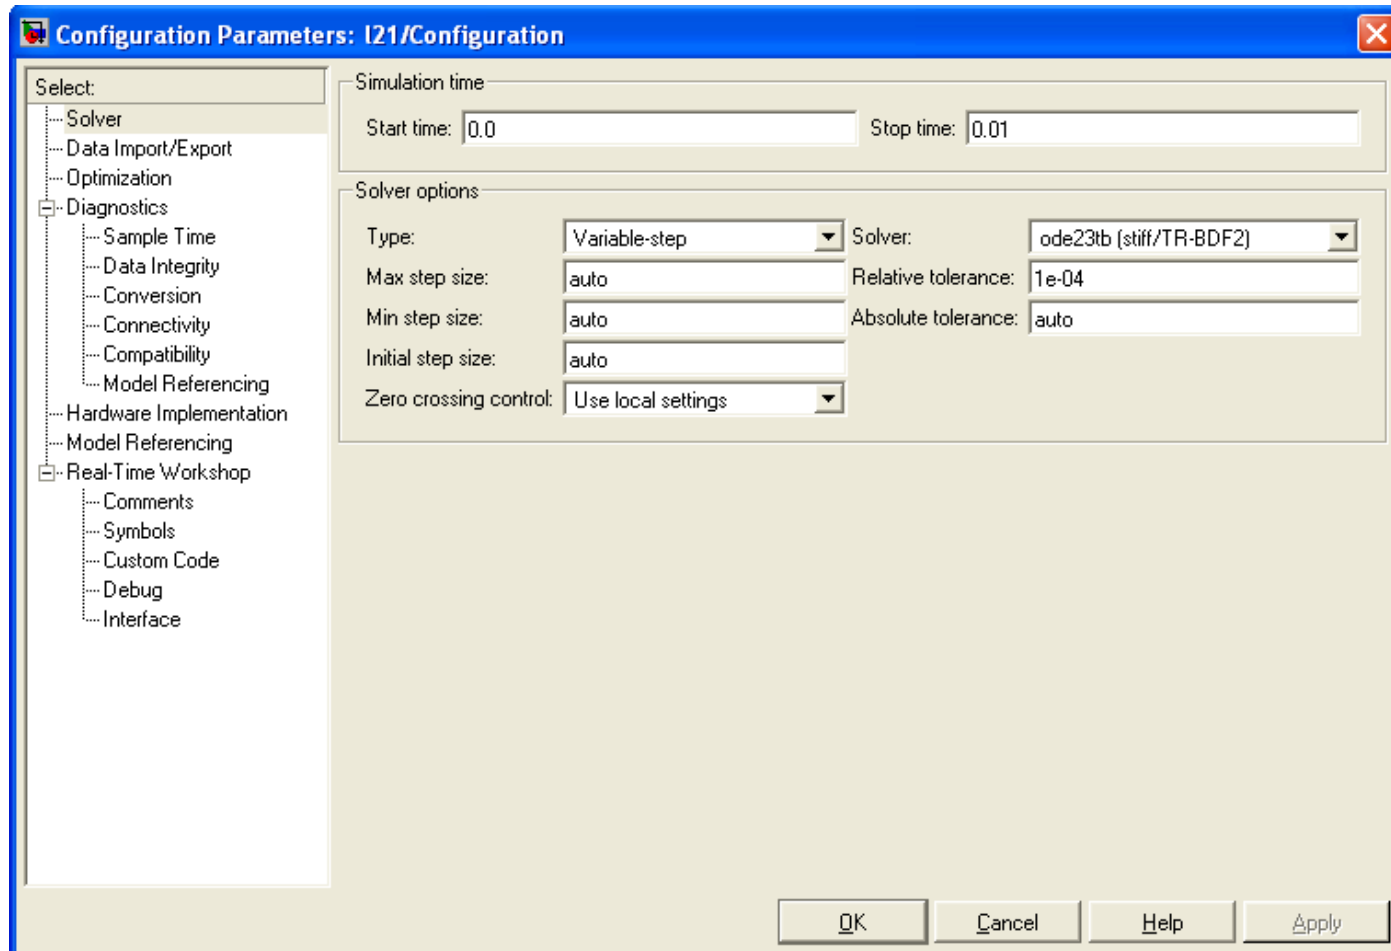 Configuration Parameters: l21/Configuration
Select:
Solver
Data Import/Export
Optimization
Diagnostics
Sample Time
Data Integrity
Conversion
Connectivity
Compatibility
Model Referencing
Hardware Implementation
Model Referencing
Real-Time Workshop
Comments
Symbols
Custom Code
Debug
Interface
Simulation time
Start time: 0.0 Stop time: 0.01
Solver options
Type: Variable-step Solver: ode23tb (stiff/TR-BDF2)
Max step size: auto Relative tolerance: 1e-04
Min step size: auto Absolute tolerance: auto
Initial step size: auto
Zero crossing control: Use local settings
OK Cancel Help Apply